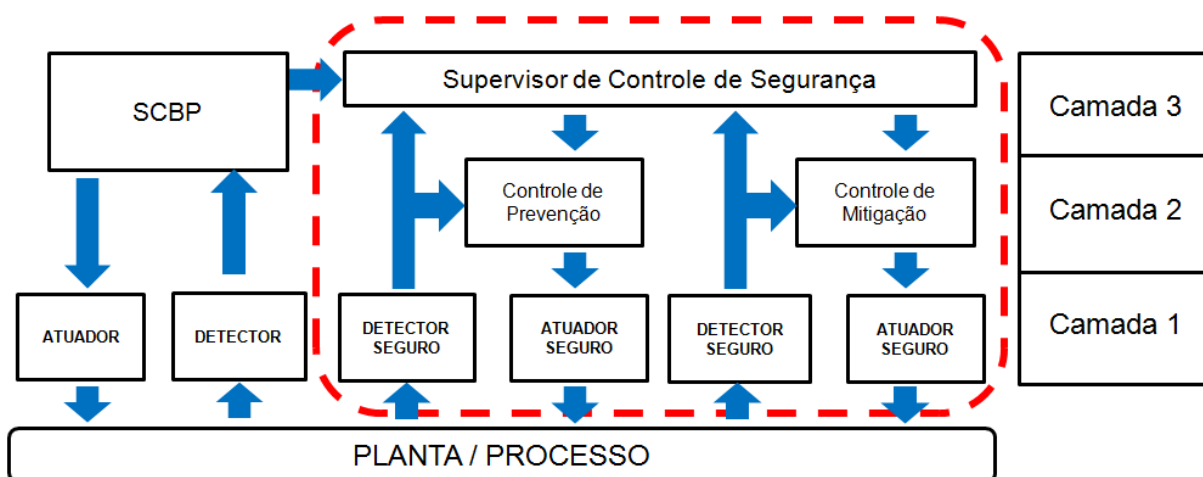 SCBP
Supervisor de Controle de Segurança
Camada 3
Controle de
Prevenção
Controle de
Mitigação
Camada 2
ATUADOR
DETECTOR
DETECTOR
SEGURO
ATUADOR
SEGURO
DETECTOR
SEGURO
ATUADOR
SEGURO
Camada 1
PLANTA / PROCESSO